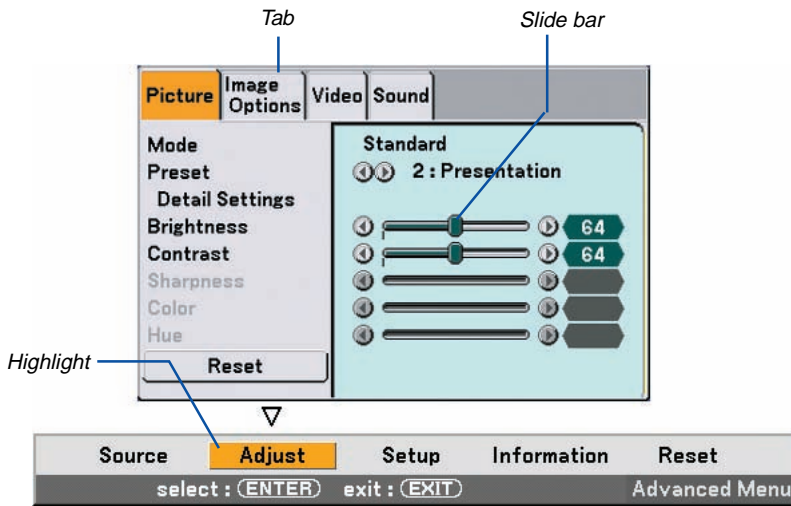 Tab Slide bar
Picture Image Options Video Sound
Mode Standard
Preset 2 : Presentation
Detail Settings
Brightness 64
Contrast 64
Sharpness
Color
Hue
Highlight
Reset
Source Adjust Setup Information Reset
select : ENTER exit : EXIT Advanced Menu